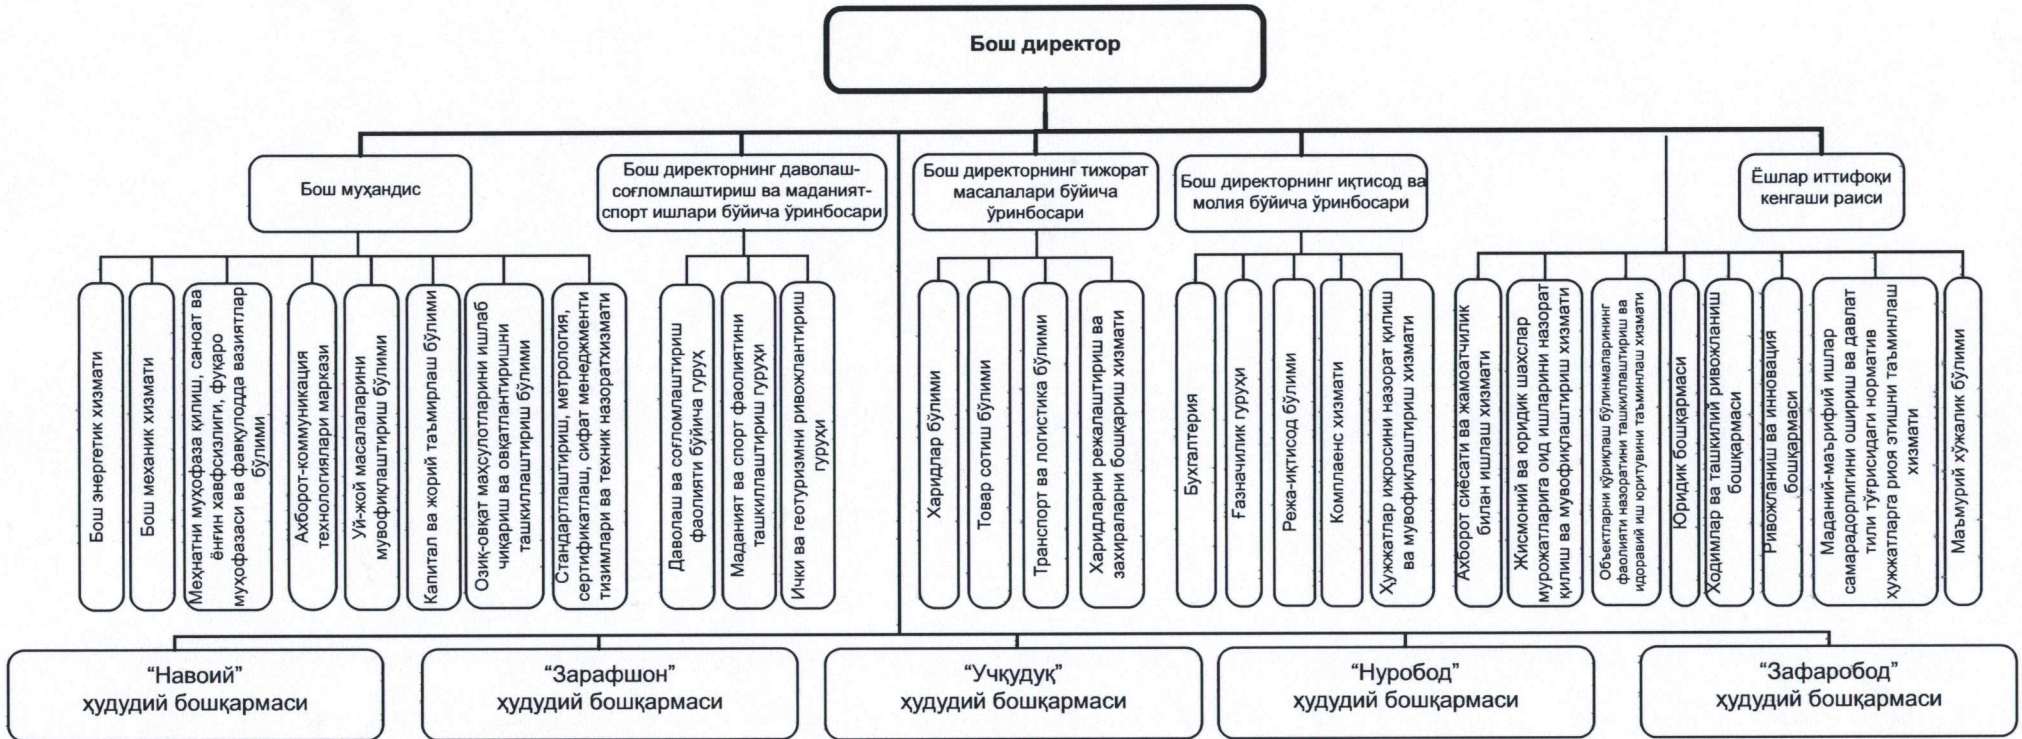 Бош директор
Бош муҳандис
Бош директорнинг даволаш-
соғломлаштириш ва маданият-
спорт ишлари бўйича ўринбосари
Бош директорнинг тижорат
масалалари бўйича
ўринбосари
Бош директорнинг иқтисод ва
молия бўйича ўринбосари
Ёшлар иттифоқи
кенгаши раиси
Бош энергетик хизмати
Бош механик хизмати
Меҳнатни муҳофаза қилиш, саноат ва
ёнғин хавфсизлиги, фуқаро
муҳофазаси ва фавқулодда вазиятлар
бўлими
Ахборот-коммуникация
технологиялари маркази
Уй-жой масалаларини
мувофиқлаштириш бўлими
Капитал ва жорий таъмирлаш бўлими
Озиқ-овқат маҳсулотларини ишлаб
чиқариш ва овқатлантиришни
ташкиллаштириш бўлими
Стандартлаштириш, метрология,
сертификатлаш, сифат менеджменти
тизимлари ва техник назоратхизмати
Даволаш ва соғломлаштириш
фаолияти бўйича гуруҳ
Маданият ва спорт фаолиятини
ташкиллаштириш гуруҳи
Ички ва геотуризмни ривожлантириш
гуруҳи
Харидлар бўлими
Товар сотиш бўлими
Транспорт ва логистика бўлими
Харидларни режалаштириш ва
захираларни бошқариш хизмати
Бухгалтерия
Ғазначилик гуруҳи
Режа-иқтисод бўлими
Комплаенс хизмати
Ҳужжатлар ижросини назорат қилиш
ва мувофиқлаштириш хизмати
Ахборот сиёсати ва жамоатчилик
билан ишлаш хизмати
Жисмоний ва юридик шахслар
мурожатларига оид ишларини назорат
қилиш ва мувофиқлаштириш хизмати
Объектларни қўриқлаш бўлинмаларининг
фаолияти назоратини ташкиллаштириш ва
идоравий иш юритувни таъминлаш хизмати
Юридик бошқармаси
Ходимлар ва ташкилий ривожланиш
бошқармаси
Ривожланиш ва инновация
бошқармаси
Маданий-маърифий ишлар
самарадорлигини ошириш ва давлат
тили тўғрисидаги норматив
ҳужжатларга риоя этишни таъминлаш
хизмати
Маъмурий хўжалик бўлими
“Навоий”
ҳудудий бошқармаси
“Зарафшон”
ҳудудий бошқармаси
“Учқудуқ”
ҳудудий бошқармаси
“Нуробод”
ҳудудий бошқармаси
“Зафаробод”
ҳудудий бошқармаси